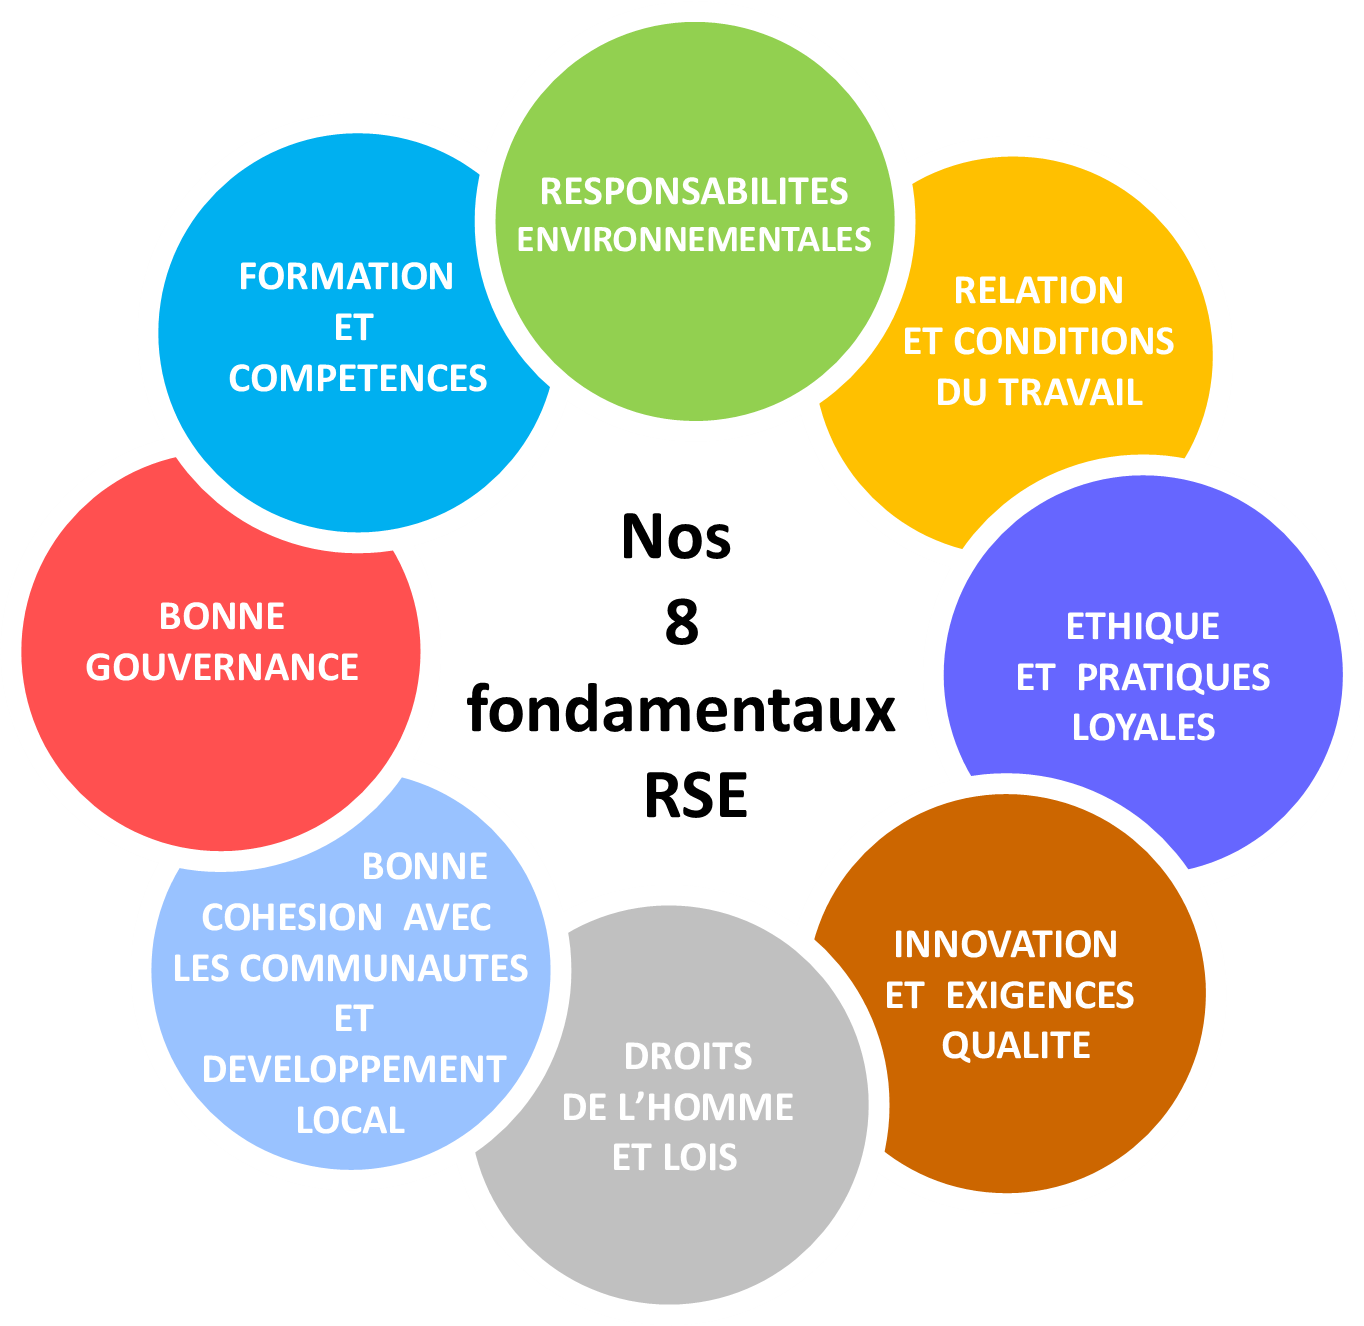 RESPONSABILITES
ENVIRONNEMENTALES
RELATION
ET CONDITIONS
DU TRAVAIL
ETHIQUE
ET PRATIQUES
LOYALES
INNOVATION
ET EXIGENCES
QUALITE
DROITS
DE L’HOMME
ET LOIS
BONNE
COHESION AVEC
LES COMMUNAUTES
ET
DEVELOPPEMENT
LOCAL
BONNE
GOUVERNANCE
FORMATION
ET
COMPETENCES
Nos
8
fondamentaux
RSE